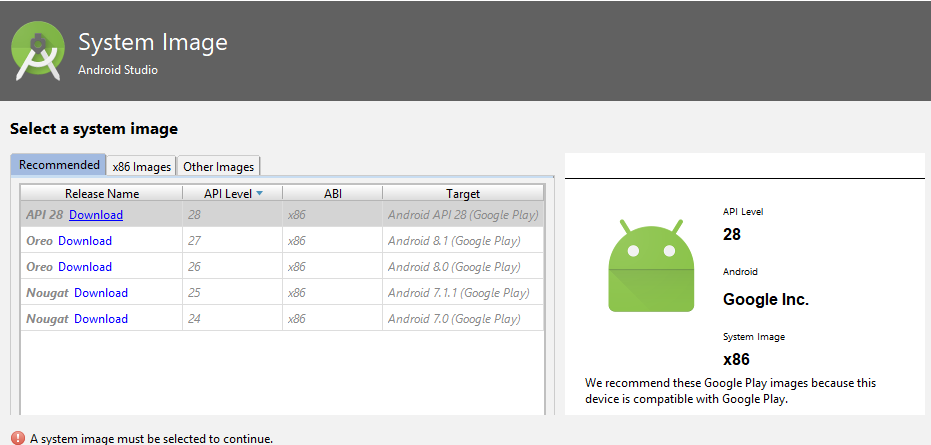 System Image
Android Studio
Select a system image
Recommended x86 Images Other Images
Release Name API Level ABI Target
API 28 Download 28 x86 Android API 28 (Google Play)
Oreo Download 27 x86 Android 8.1 (Google Play)
Oreo Download 26 x86 Android 8.0 (Google Play)
Nougat Download 25 x86 Android 7.1.1 (Google Play)
Nougat Download 24 x86 Android 7.0 (Google Play)
API Level
28
Android
Google Inc.
System Image
x86
We recommend these Google Play images because this
device is compatible with Google Play.
A system image must be selected to continue.